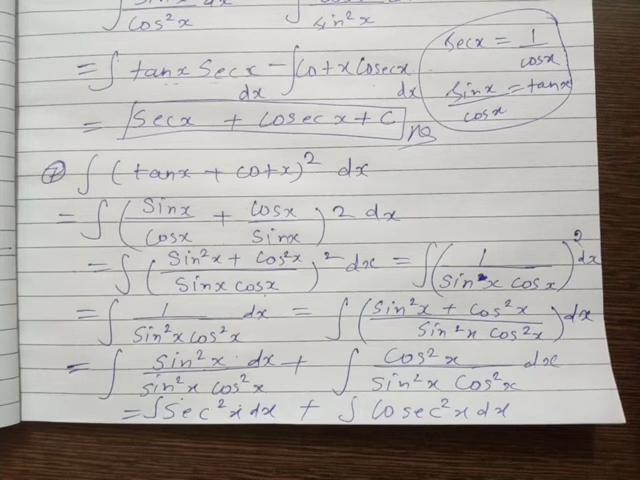 cos²x sin²x
= ∫ tanx Secx - ∫ Cotx Cosecx
dx dx
= Secx + Cosecx + C Ans
Secx = 1/cosx
Sinx/cosx = tanx
⑦ ∫ (tanx + cotx)² dx
= ∫ (Sinx/Cosx + Cosx/Sinx)2 dx
= ∫ (Sin²x + Cos²x/Sinx cosx)² dx = ∫ (1/Sin x cosx)² dx
= ∫ 1/Sin²x cos²x dx = ∫ (Sin²x + Cos²x/Sin²x cos²x) dx
= ∫ Sin²x dx/Sin²x cos²x + ∫ Cos²x/Sin²x Cos²x dx
= ∫ Sec²x dx + ∫ Cosec²x dx